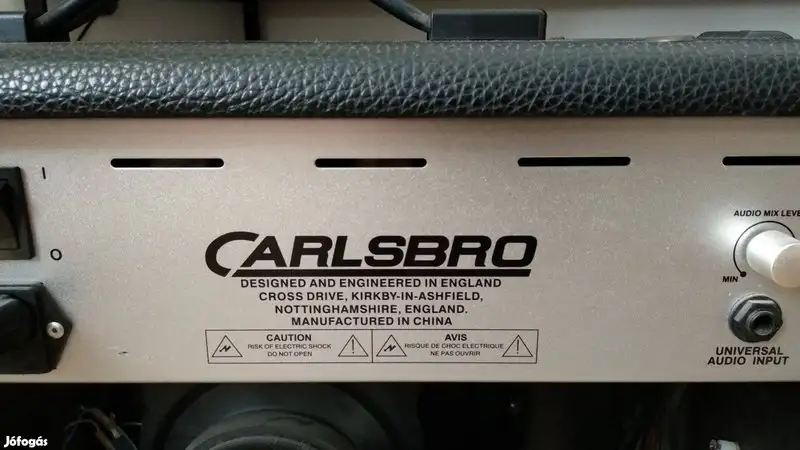 I
O
CARLSBRO
DESIGNED AND ENGINEERED IN ENGLAND
CROSS DRIVE, KIRKBY-IN-ASHFIELD,
NOTTINGHAMSHIRE, ENGLAND.
MANUFACTURED IN CHINA
CAUTION
RISK OF ELECTRIC SHOCK
DO NOT OPEN
AVIS
RISQUE DE CHOC ELECTRIQUE
NE PAS OUVRIR
AUDIO MIX LEVE
MIN
UNIVERSAL
AUDIO INPUT
Jófogás